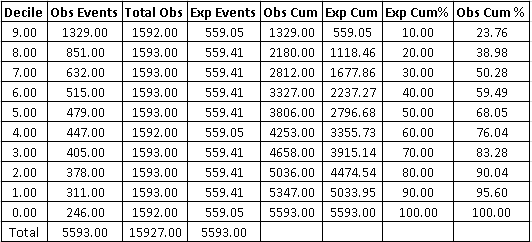 Decile Obs Events Total Obs Exp Events Obs Cum Exp Cum Exp Cum% Obs Cum %
9.00 1329.00 1592.00 559.05 1329.00 559.05 10.00 23.76
8.00 851.00 1593.00 559.41 2180.00 1118.46 20.00 38.98
7.00 632.00 1593.00 559.41 2812.00 1677.86 30.00 50.28
6.00 515.00 1593.00 559.41 3327.00 2237.27 40.00 59.49
5.00 479.00 1593.00 559.41 3806.00 2796.68 50.00 68.05
4.00 447.00 1592.00 559.05 4253.00 3355.73 60.00 76.04
3.00 405.00 1593.00 559.41 4658.00 3915.14 70.00 83.28
2.00 378.00 1593.00 559.41 5036.00 4474.54 80.00 90.04
1.00 311.00 1593.00 559.41 5347.00 5033.95 90.00 95.60
0.00 246.00 1592.00 559.05 5593.00 5593.00 100.00 100.00
Total 5593.00 15927.00 5593.00